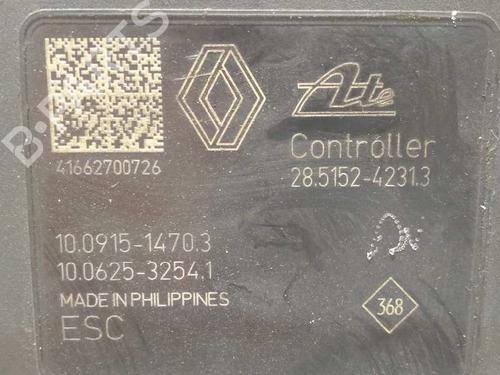 B-PARTS
Ate
41662700726
Controller
28.5152-4231.3
10.0915-1470.3
10.0625-3254.1
MADE IN PHILIPPINES
ESC
368